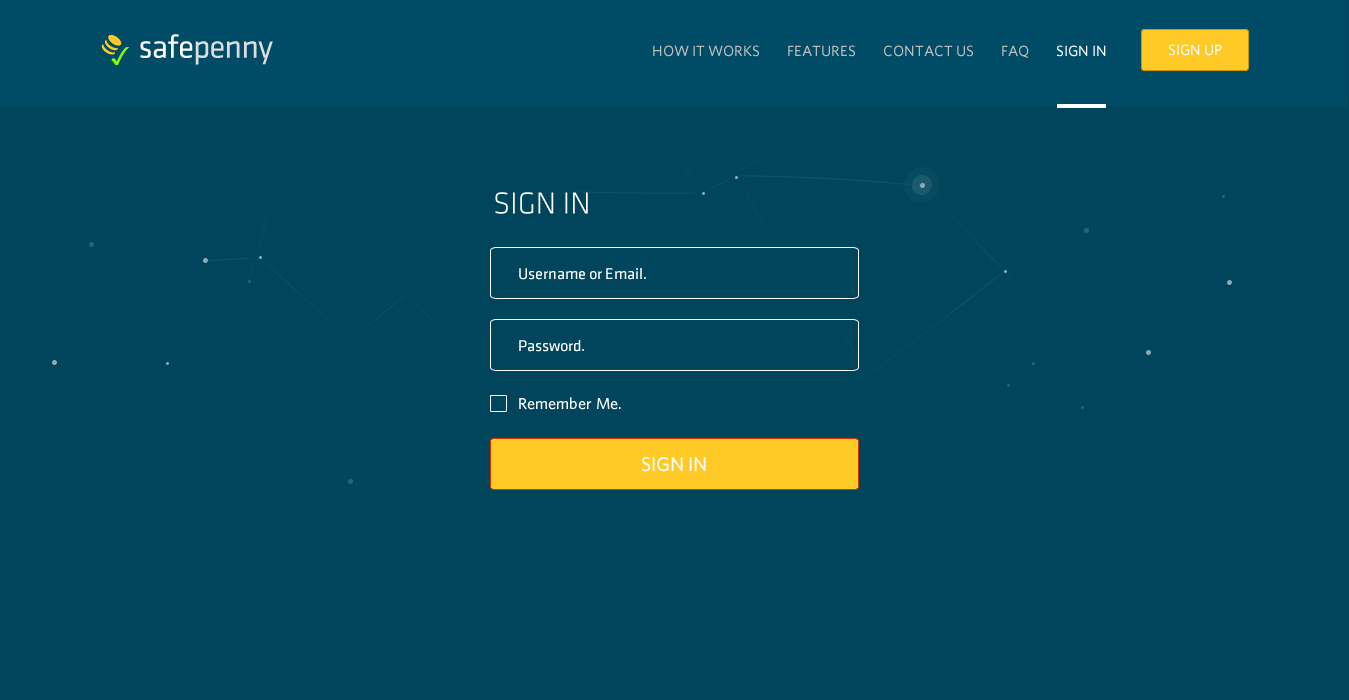 safepenny
HOW IT WORKS
FEATURES
CONTACT US
FAQ
SIGN IN
SIGN UP
SIGN IN
Username or Email.
Password.
Remember Me.
SIGN IN